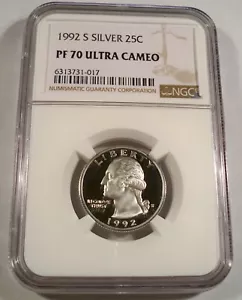 1992 S SILVER 25C
PF 70 ULTRA CAMEO
6313731-017
NUMISMATIC GUARANTY CORPORATION
NGC
LIBERTY
IN GOD WE
TRUST
S
1992